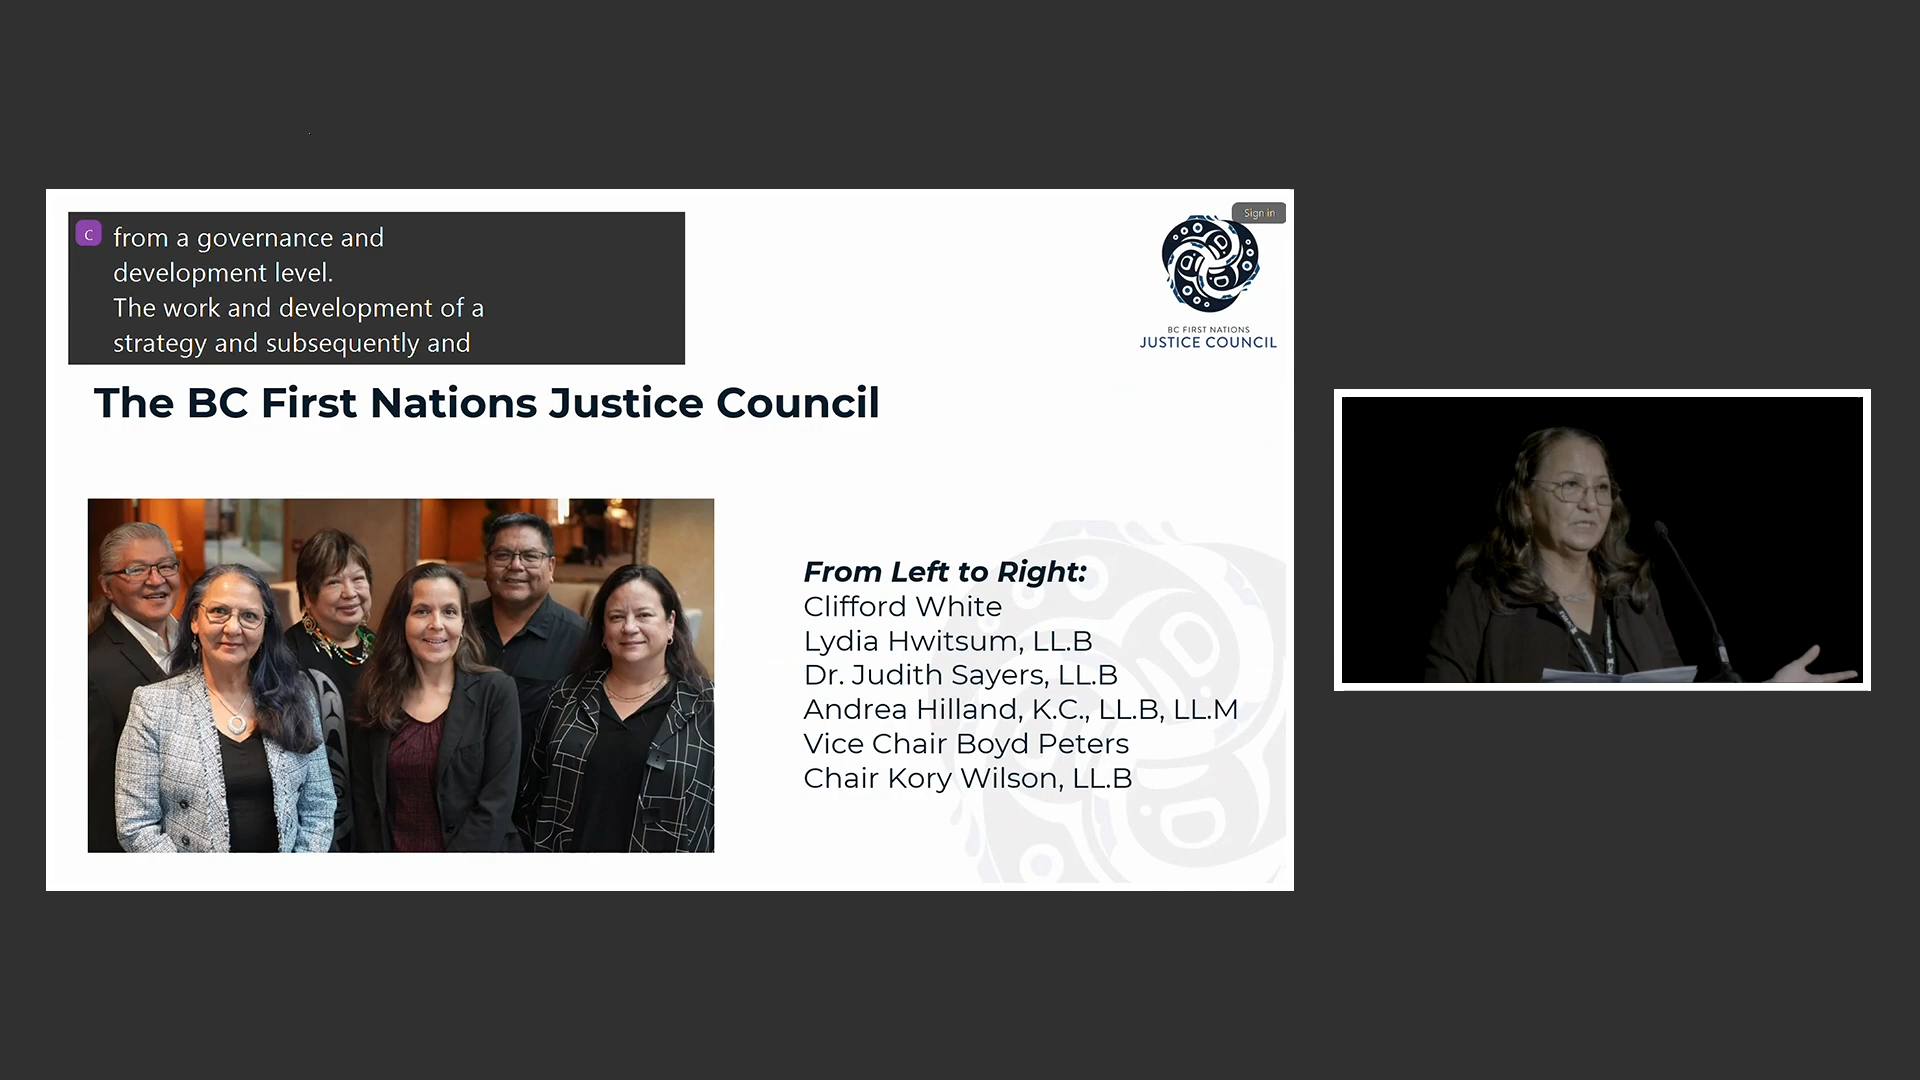 C
from a governance and
development level.
The work and development of a
strategy and subsequently and
Sign in
BC FIRST NATIONS
JUSTICE COUNCIL
The BC First Nations Justice Council
From Left to Right:
Clifford White
Lydia Hwitsum, LL.B
Dr. Judith Sayers, LL.B
Andrea Hilland, K.C., LL.B, LL.M
Vice Chair Boyd Peters
Chair Kory Wilson, LL.B